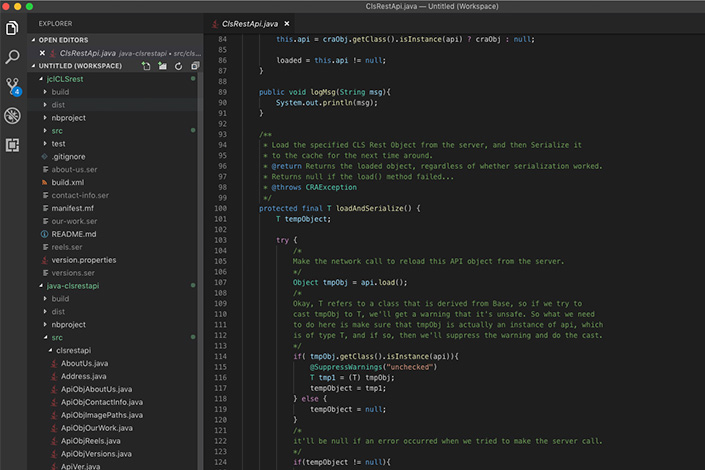 ClsRestApi.java — Untitled (Workspace)
EXPLORER
OPEN EDITORS
ClsRestApi.java java-clsrestapi • src/cls...
UNTITLED (WORKSPACE)
jclCLSrest
build
dist
nbproject
src
test
.gitignore
about-us.ser
build.xml
contact-info.ser
manifest.mf
our-work.ser
README.md
reels.ser
version.properties
versions.ser
java-clsrestapi
build
dist
nbproject
src
clsrestapi
AboutUs.java
Address.java
ApiObjAboutUs.java
ApiObjContactInfo.java
ApiObjImagePaths.java
ApiObjOurWork.java
ApiObjReels.java
ApiObjVersions.java
ApiVer.java
4
ClsRestApi.java
84 this.api = craObj.getClass().isInstance(api) ? craObj : null;
85
86 loaded = this.api != null;
87 }
88
89 public void logMsg(String msg){
90 System.out.println(msg);
91 }
92
93 /**
94 * Load the specified CLS Rest Object from the server, and then Serialize it
95 * to the cache for the next time around.
96 * @return Returns the loaded object, regardless of whether serialization worked.
97 * Returns null if the load() method failed...
98 * @throws CRAException
99 */
100 protected final T loadAndSerialize() {
101 T tempObject;
102
103 try {
104 /*
105 Make the network call to reload this API object from the server.
106 */
107 Object tmpObj = api.load();
108 /*
109 Okay, T refers to a class that is derived from Base, so if we try to
110 cast tmpObj to T, we'll get a warning that it's unsafe. So what we need
111 to do here is make sure that tmpObj is actually an instance of api, which
112 is of type T, and if so, then we'll suppress the warning and do the cast.
113 */
114 if( tmpObj.getClass().isInstance(api)){
115 @SuppressWarnings("unchecked")
116 T tmp1 = (T) tmpObj;
117 tempObject = tmp1;
118 } else {
119 tempObject = null;
120 }
121 /*
122 it'll be null if an error occurred when we tried to make the server call.
123 */
124 if(tempObject != null){